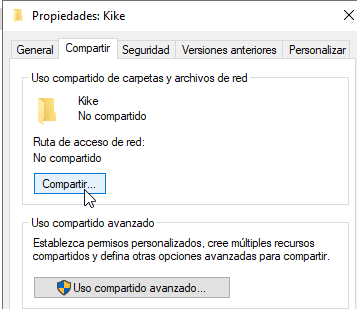 Propiedades: Kike
General Compartir Seguridad Versiones anteriores Personalizar
Uso compartido de carpetas y archivos de red
Kike
No compartido
Ruta de acceso de red:
No compartido
Compartir...
Uso compartido avanzado
Establezca permisos personalizados, cree múltiples recursos
compartidos y defina otras opciones avanzadas para compartir.
Uso compartido avanzado...